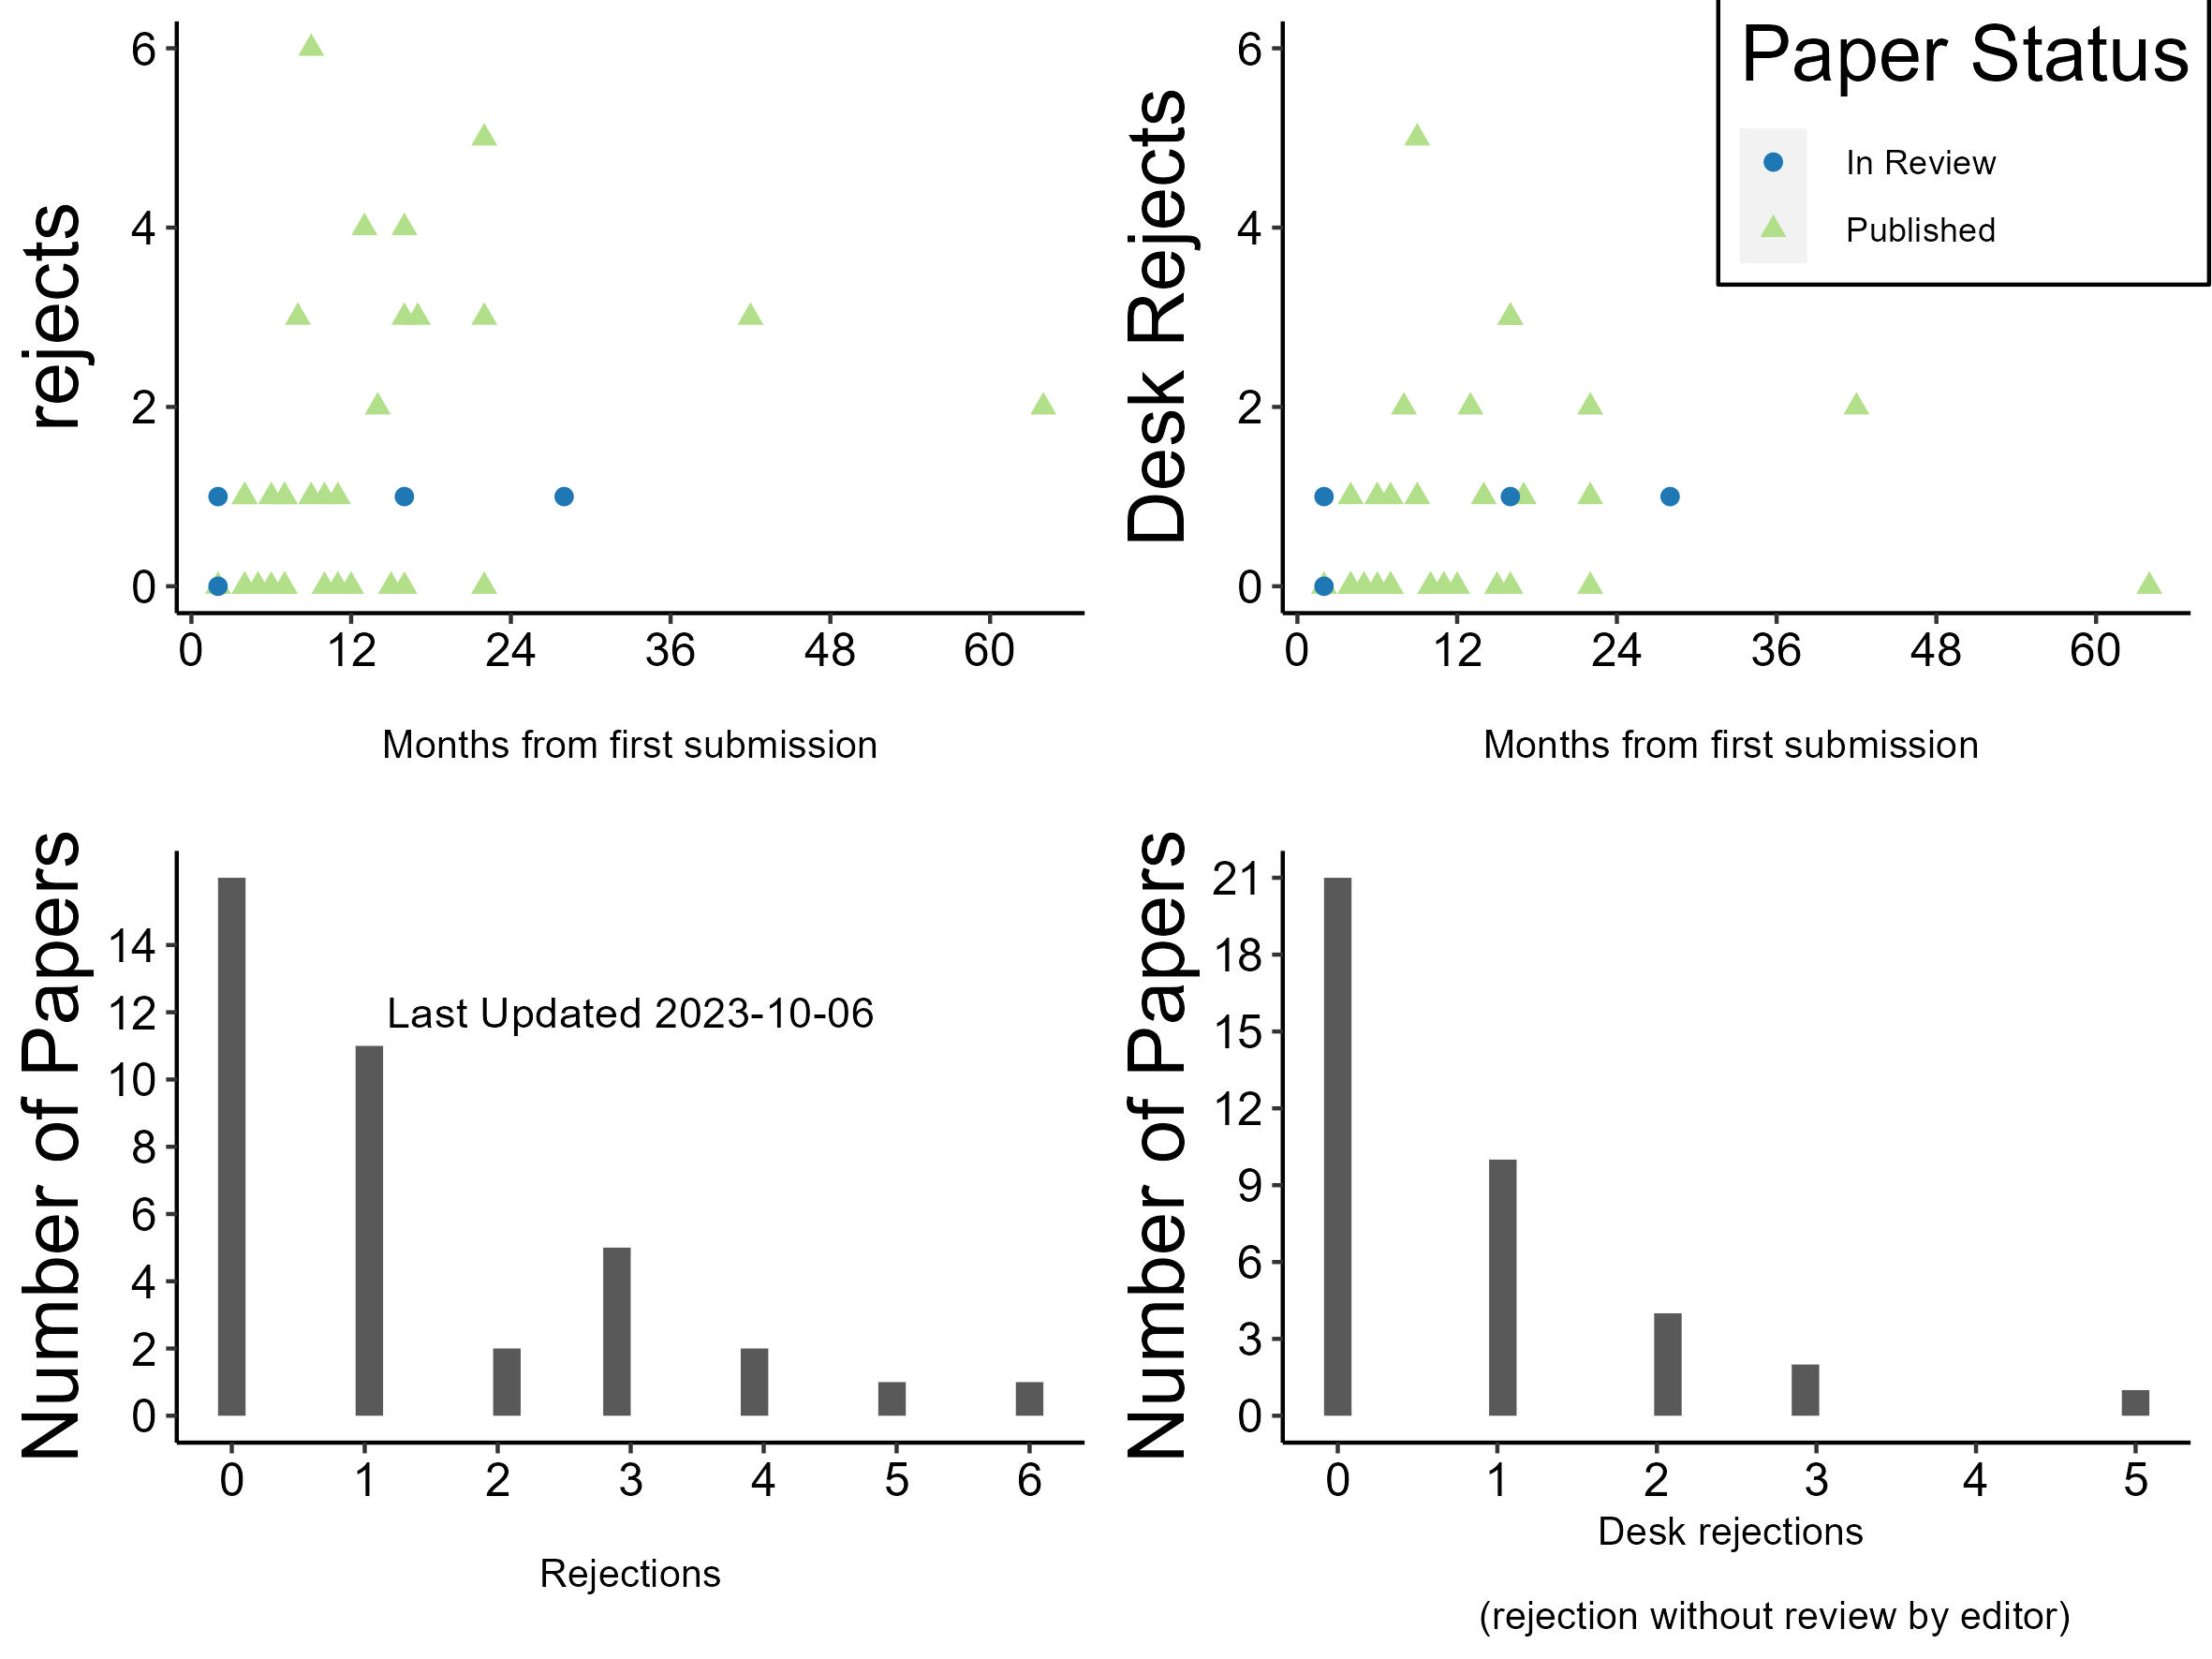 rejects
6
4
2
0
0 12 24 36 48 60
Months from first submission
Desk Rejects
6
4
2
0
0 12 24 36 48 60
Months from first submission
Paper Status
In Review
Published
Number of Papers
14
12
10
8
6
4
2
0
Last Updated 2023-10-06
0 1 2 3 4 5 6
Rejections
Number of Papers
21
18
15
12
9
6
3
0
0 1 2 3 4 5
Desk rejections
(rejection without review by editor)